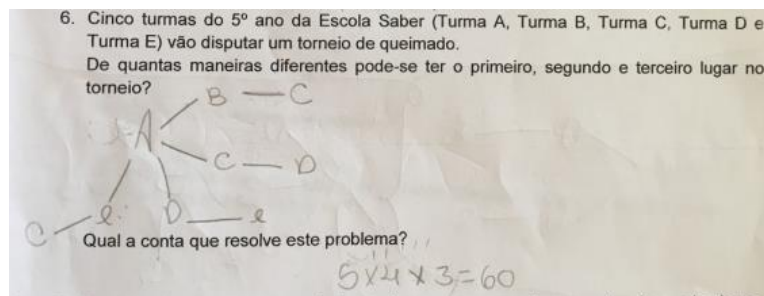 6. Cinco turmas do 5º ano da Escola Saber (Turma A, Turma B, Turma C, Turma D e
Turma E) vão disputar um torneio de queimado.
De quantas maneiras diferentes pode-se ter o primeiro, segundo e terceiro lugar no
torneio?
B — C
A
C — D
C — e D — e
Qual a conta que resolve este problema?
5x4x3=60